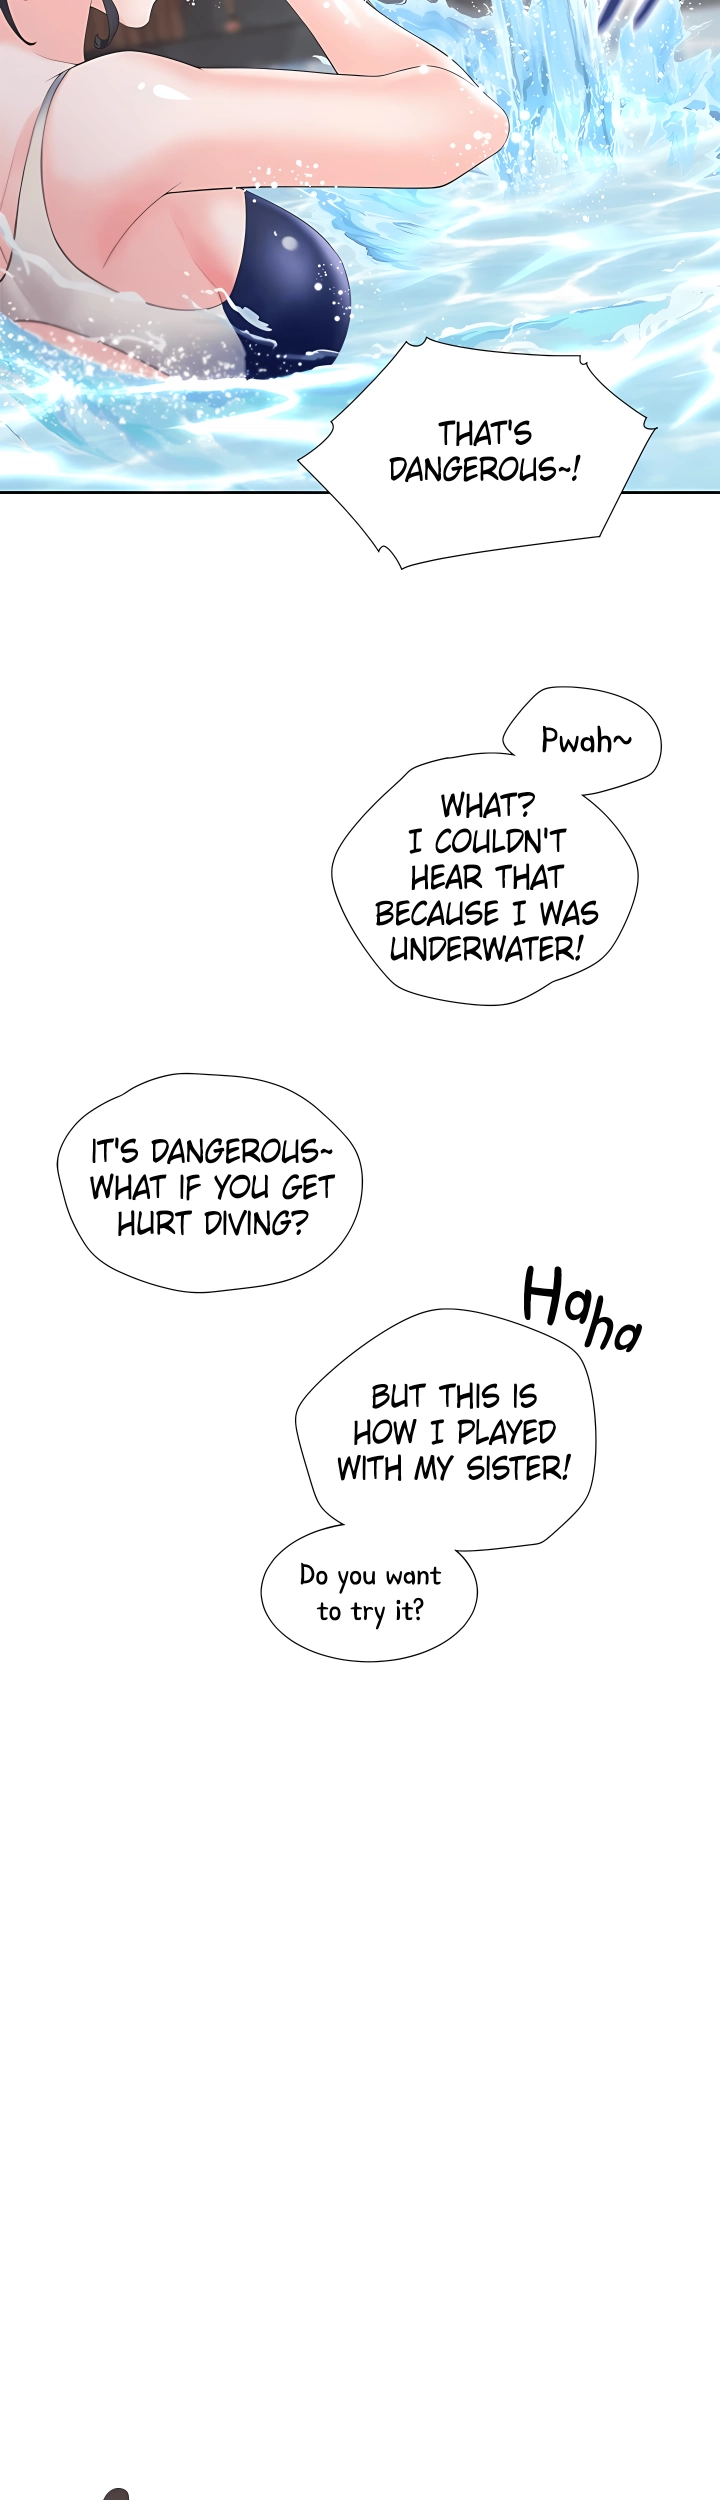 THAT'S
DANGEROUS~!
Pwah~
WHAT?
I COULDN'T
HEAR THAT
BECAUSE I WAS
UNDERWATER!
IT'S DANGEROUS~
WHAT IF YOU GET
HURT DIVING?
Haha
BUT THIS IS
HOW I PLAYED
WITH MY SISTER!
Do you want
to try it?